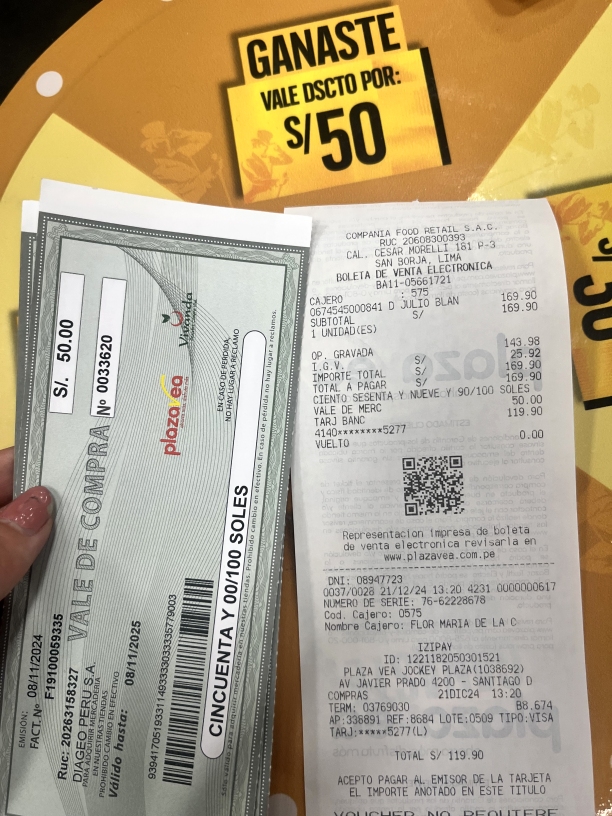 GANASTE
VALE DSCTO POR:
S/50
S/
50
S/. 50.00
Nº 0033620
VALE DE COMPRA
plazavea
Vivanda
EN CASO DE PERDIDA,
NO HAY LUGAR A RECLAMO
EMISIÓN: 08/11/2024
FACT. Nº F19100059335
Ruc: 20263158327
DIAGEO PERU S.A.
PARA ADQUIRIR MERCADERIA
EN NUESTRAS TIENDAS
PROHIBIDO CAMBIO EN EFECTIVO
Válido hasta: 08/11/2025
CINCUENTA Y 00/100 SOLES
COMPANIA FOOD RETAIL S.A.C.
RUC 20608300393
CAL. CESAR MORELLI 181 P-3
SAN BORJA, LIMA
BOLETA DE VENTA ELECTRONICA
BA11-05661721
CAJERO : 575
0674545000841 D JULIO BLAN 169.90
SUBTOTAL S/ 169.90
1 UNIDAD(ES)
OP. GRAVADA 143.98
I.G.V. S/ 25.92
IMPORTE TOTAL S/ 169.90
TOTAL A PAGAR S/ 169.90
CIENTO SESENTA Y NUEVE Y 90/100 SOLES
VALE DE MERC 50.00
TARJ BANC 119.90
4140********5277
VUELTO 0.00
Representacion impresa de boleta
de venta electronica revisarla en
www.plazavea.com.pe
DNI: 08947723
0037/0028 21/12/24 13:20 4231 0000000617
NUMERO DE SERIE: 76-62228678
Cod. Cajero: 0575
Nombre Cajero: FLOR MARIA DE LA C
IZIPAY
ID: 1221182050301521
PLAZA VEA JOCKEY PLAZA(1038692)
AV JAVIER PRADO 4200 - SANTIAGO D
COMPRAS 21DIC24 13:20
TERM: 03769030 B8.674
AP:336891 REF:8684 LOTE:0509 TIPO:VISA
TARJ:*****5277(L)
TOTAL S/ 119.90
ACEPTO PAGAR AL EMISOR DE LA TARJETA
EL IMPORTE ANOTADO EN ESTE TITULO
VOUCHER NO REQUIERE